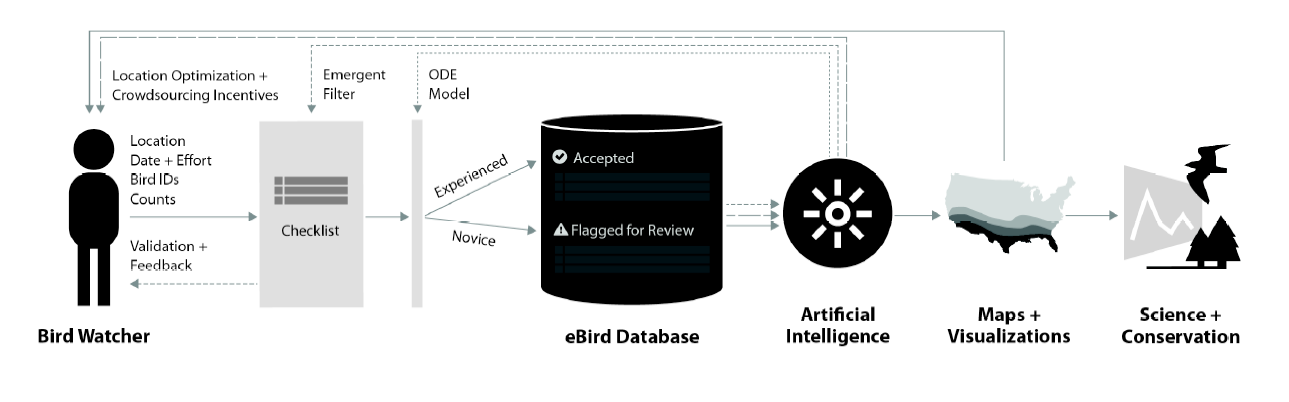 Location Optimization +
Crowdsourcing Incentives
Emergent
Filter
ODE
Model
Location
Date + Effort
Bird IDs
Counts
Validation +
Feedback
Checklist
Experienced
Novice
Accepted
Flagged for Review
Bird Watcher
eBird Database
Artificial
Intelligence
Maps +
Visualizations
Science +
Conservation